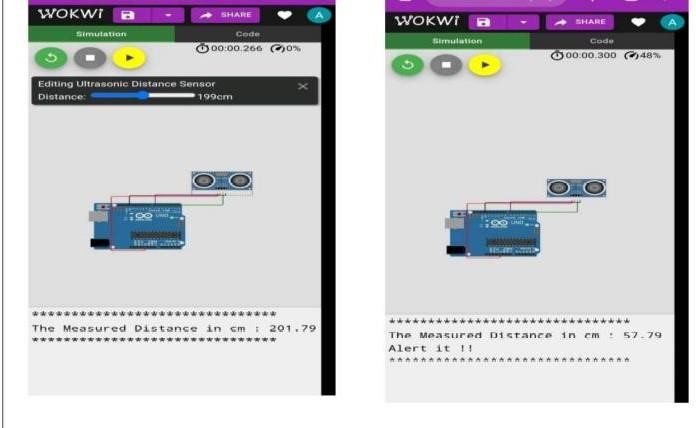 WOKWI
SHARE
A
Simulation
Code
00:00.266
0%
Editing Ultrasonic Distance Sensor
Distance:
199cm
UNO
*******************************
The Measured Distance in cm : 201.79
*******************************
WOKWI
SHARE
A
Simulation
Code
00:00.300
48%
UNO
*******************************
The Measured Distance in cm : 57.79
Alert it !!
*******************************